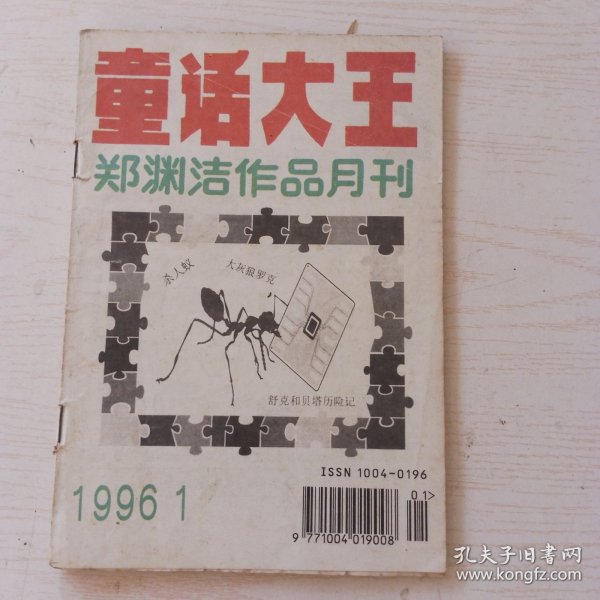 童话大王
郑渊洁作品月刊
杀人蚁
大灰狼罗克
舒克和贝塔历险记
ISSN 1004-0196
1996 1
01>
9 771004 019008
孔夫子旧书网
www.kongfz.com